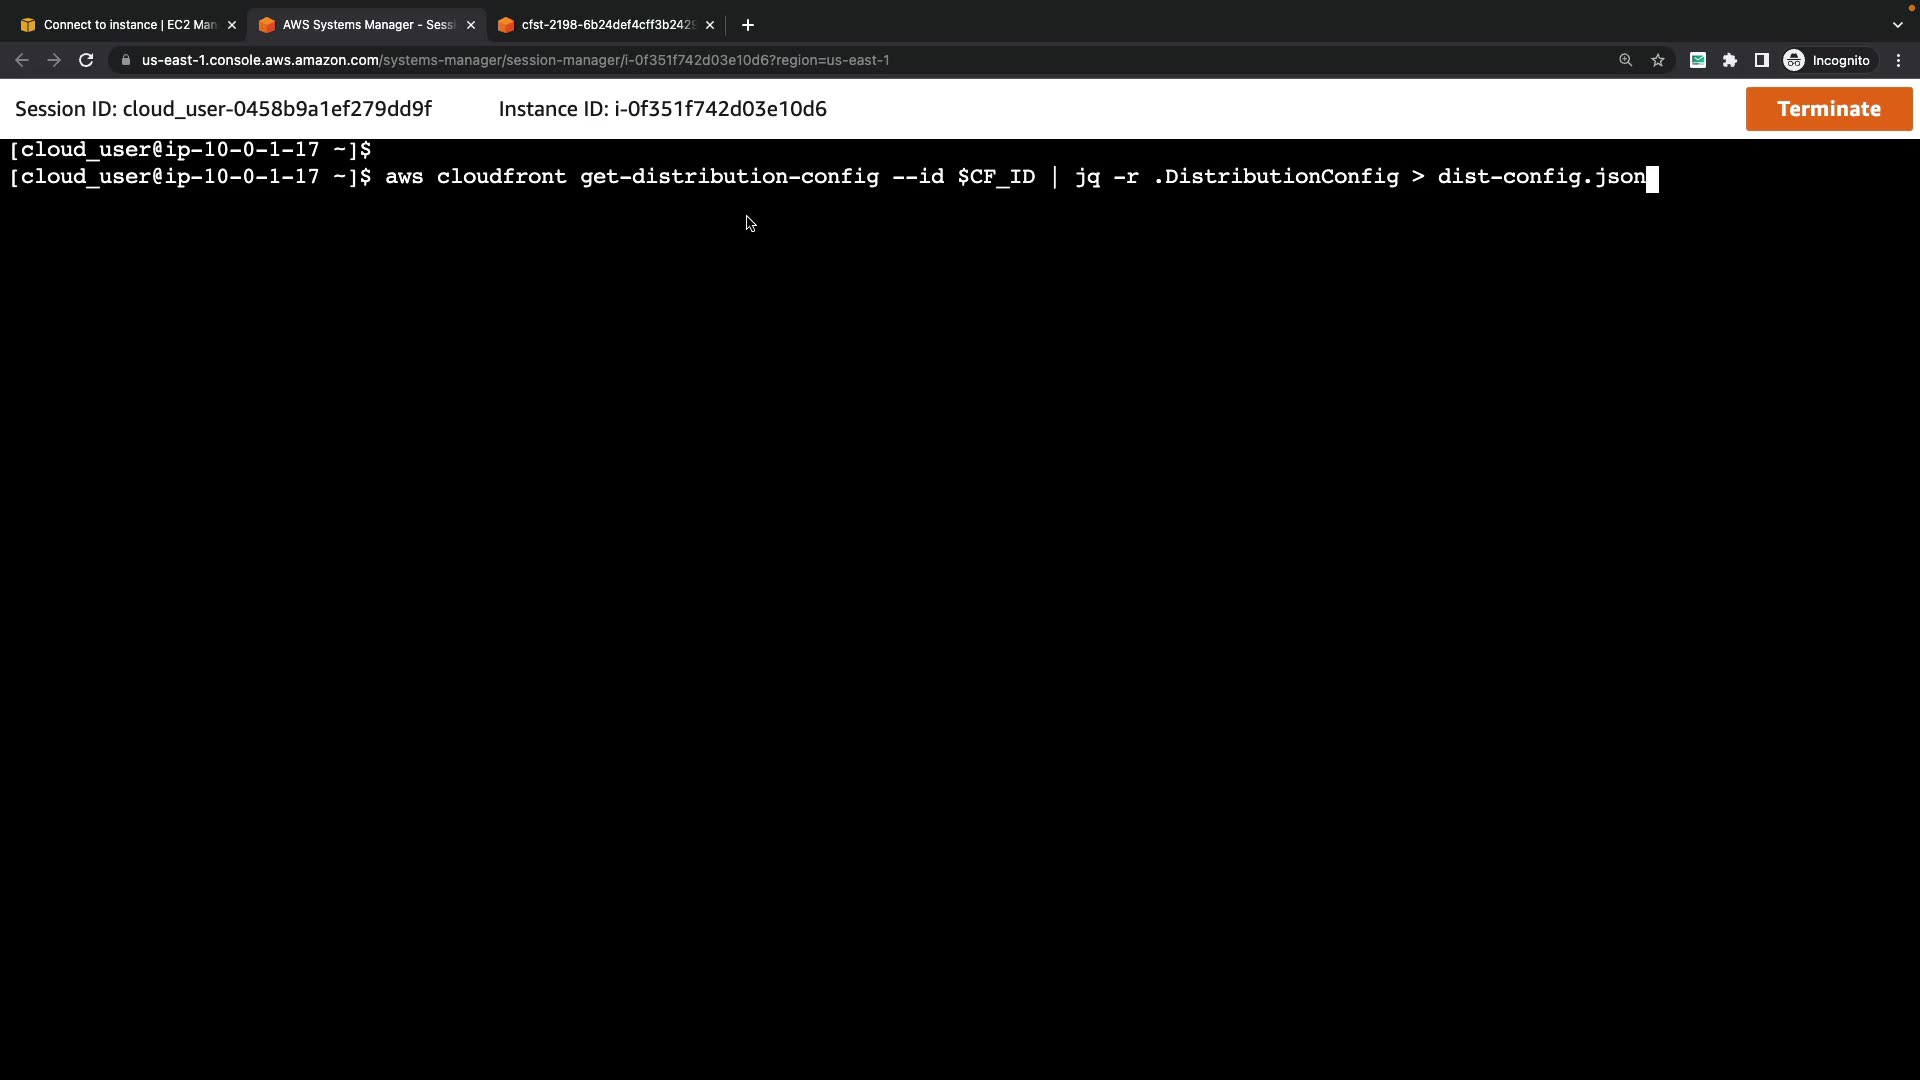 Connect to instance | EC2 Man
AWS Systems Manager - Sessi
cfst-2198-6b24def4cff3b2429
us-east-1.console.aws.amazon.com/systems-manager/session-manager/i-0f351f742d03e10d6?region=us-east-1
Incognito
Session ID: cloud_user-0458b9a1ef279dd9f Instance ID: i-0f351f742d03e10d6
Terminate
[cloud_user@ip-10-0-1-17 ~]$
[cloud_user@ip-10-0-1-17 ~]$ aws cloudfront get-distribution-config --id $CF_ID | jq -r .DistributionConfig > dist-config.json